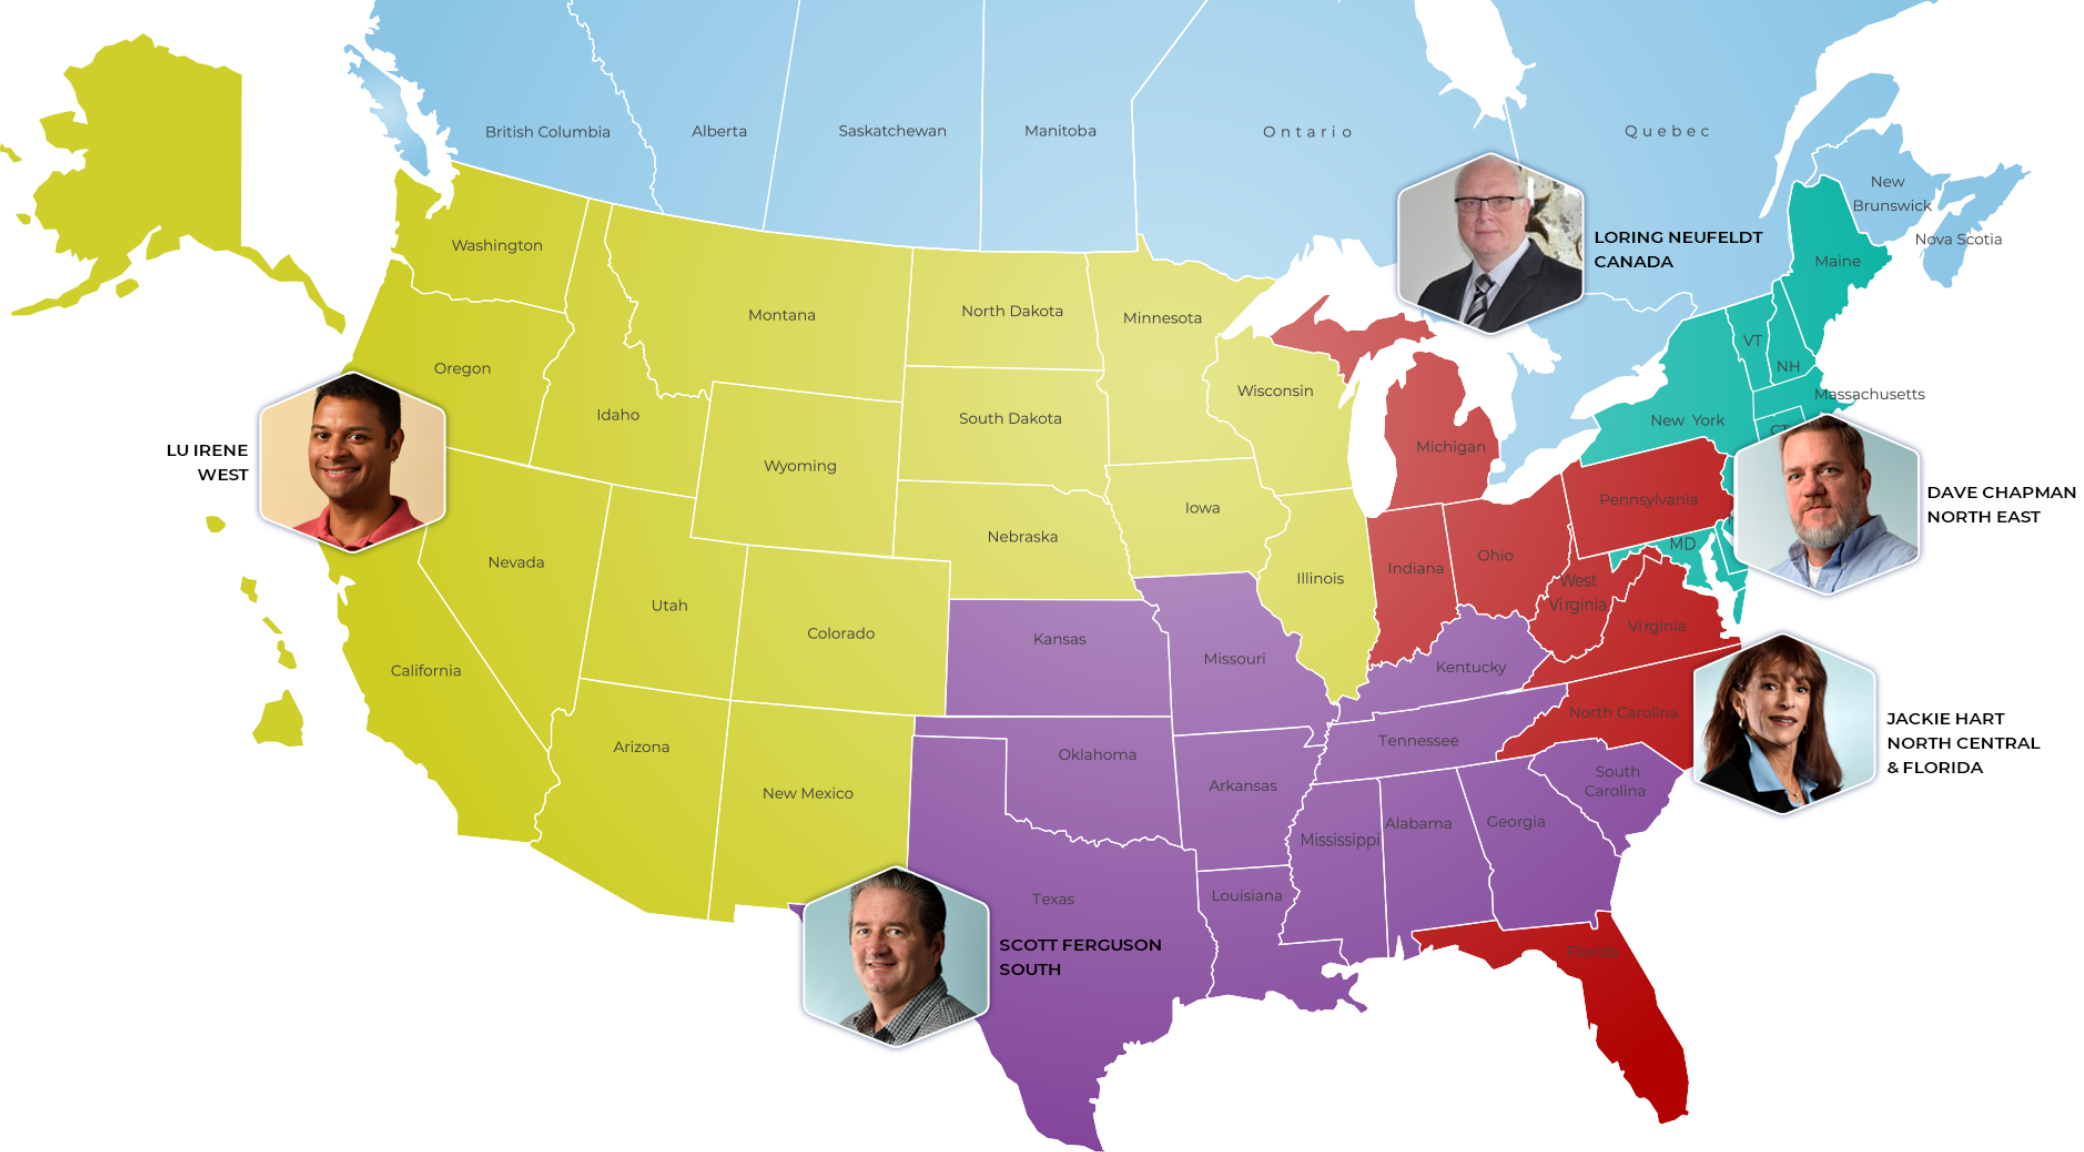 British Columbia
Alberta
Saskatchewan
Manitoba
Ontario
Quebec
New
Brunswick
Nova Scotia
LORING NEUFELDT
CANADA
Washington
Montana
North Dakota
Minnesota
Maine
Oregon
Idaho
Wyoming
South Dakota
Wisconsin
Michigan
New York
VT
NH
Massachusetts
CT
LU IRENE
WEST
Nebraska
Iowa
Pennsylvania
DAVE CHAPMAN
NORTH EAST
Nevada
Utah
Colorado
Illinois
Indiana
Ohio
MD
West
Virginia
Virginia
California
Kansas
Missouri
Kentucky
Arizona
New Mexico
Oklahoma
Arkansas
Tennessee
North Carolina
JACKIE HART
NORTH CENTRAL
& FLORIDA
South
Carolina
Mississippi
Alabama
Georgia
Texas
Louisiana
Florida
SCOTT FERGUSON
SOUTH